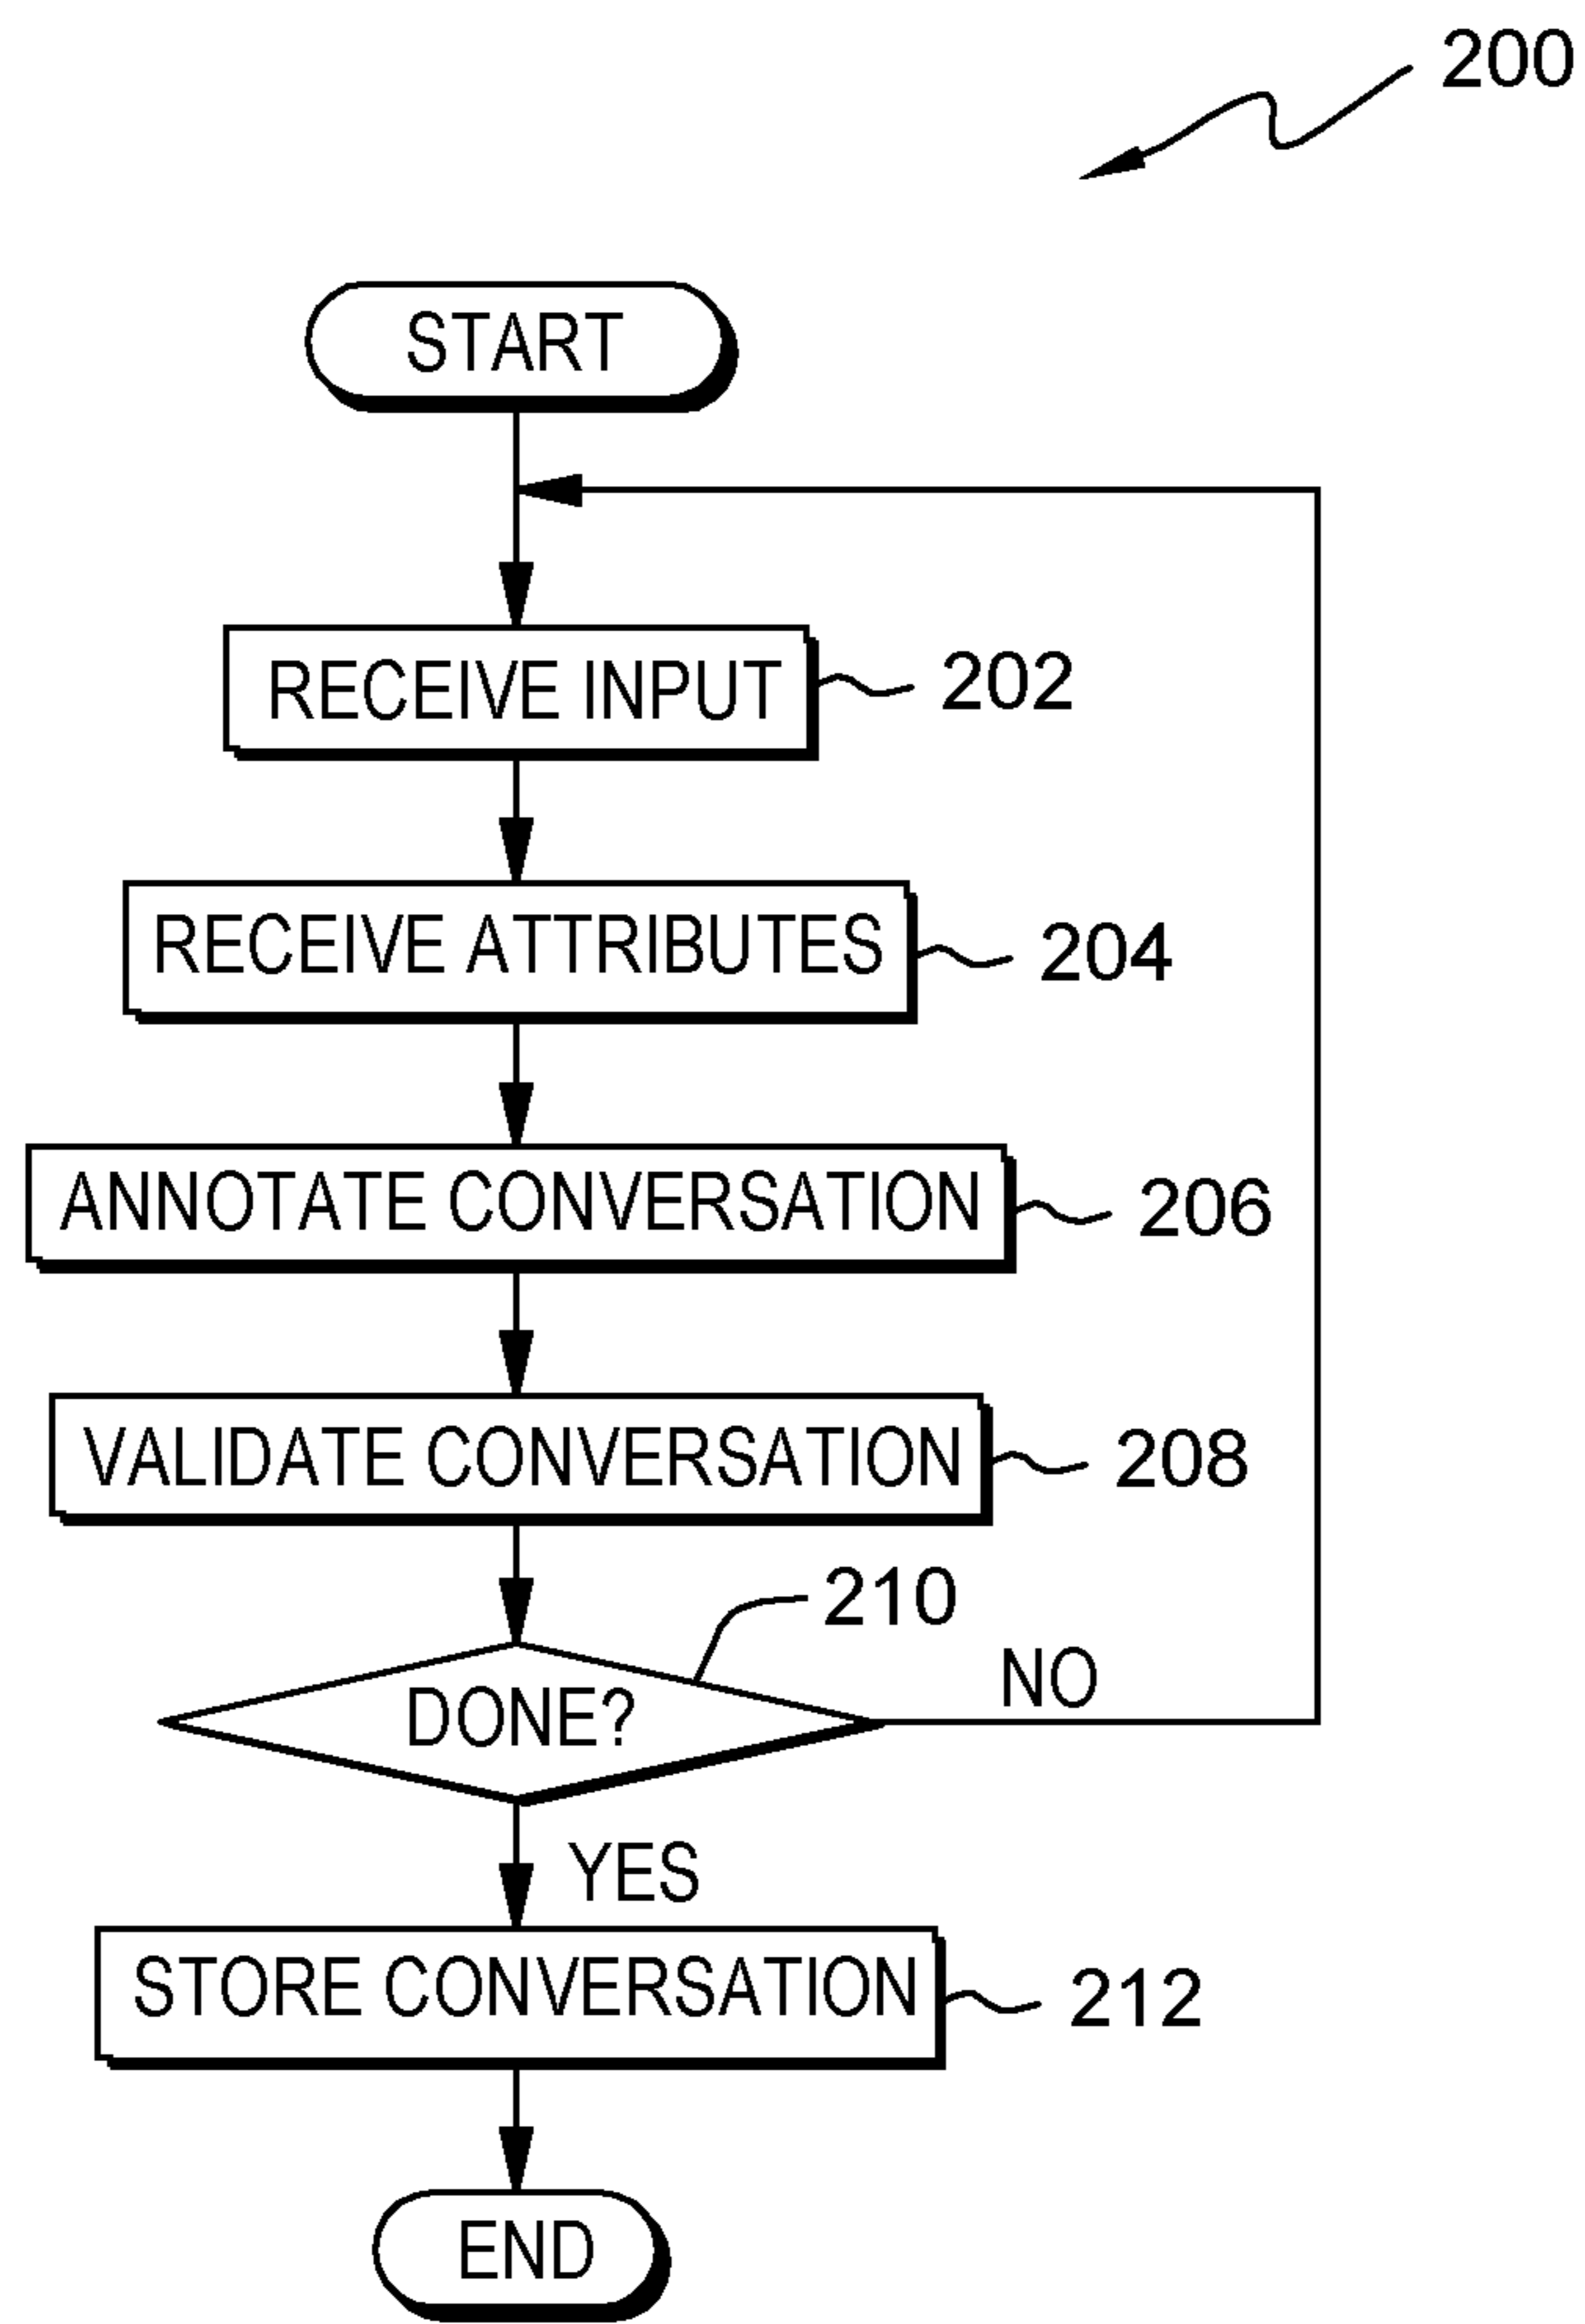 200
START
RECEIVE INPUT
202
RECEIVE ATTRIBUTES
204
ANNOTATE CONVERSATION
206
VALIDATE CONVERSATION
208
210
DONE?
NO
YES
STORE CONVERSATION
212
END